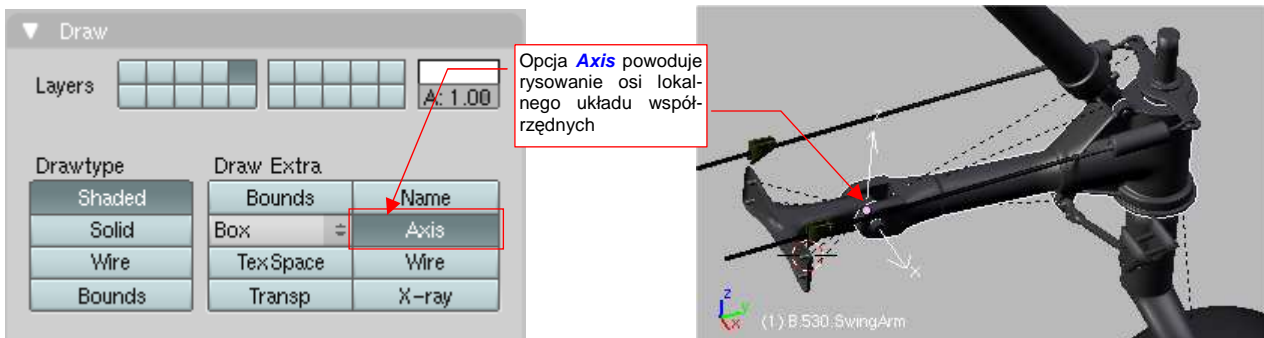 Draw
Layers
A: 1.00
Drawtype
Draw Extra
Shaded
Bounds
Name
Solid
Box
Axis
Wire
TexSpace
Wire
Bounds
Transp
X-ray
Opcja Axis powoduje
rysowanie osi lokal-
nego układu współ-
rzędnych
Z
X
z
y
x
(1) B.530.SwingArm